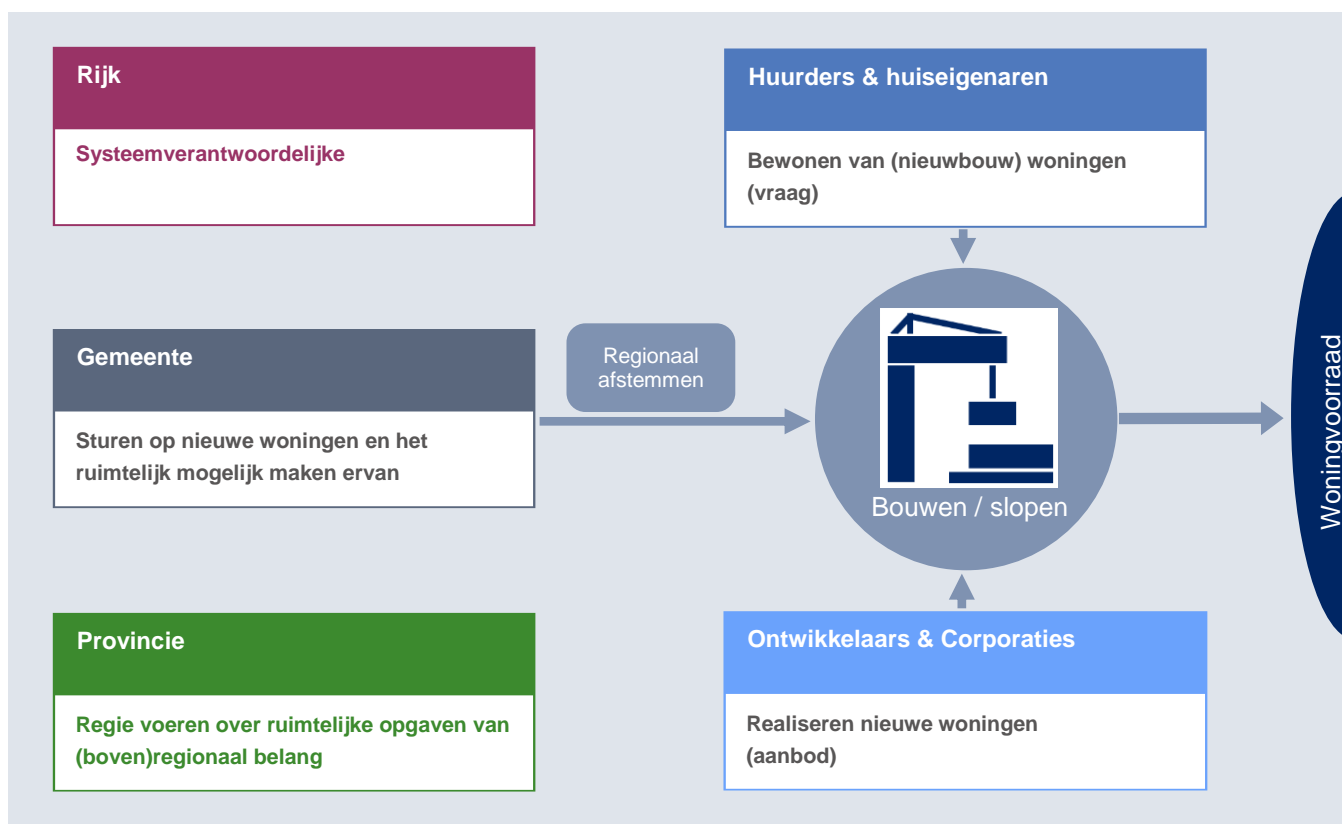 Rijk
Systeemverantwoordelijke
Huurders & huiseigenaren
Bewonen van (nieuwbouw) woningen
(vraag)
Gemeente
Sturen op nieuwe woningen en het
ruimtelijk mogelijk maken ervan
Regionaal
afstemmen
Bouwen / slopen
Woningvoorraad
Provincie
Regie voeren over ruimtelijke opgaven van
(boven)regionaal belang
Ontwikkelaars & Corporaties
Realiseren nieuwe woningen
(aanbod)